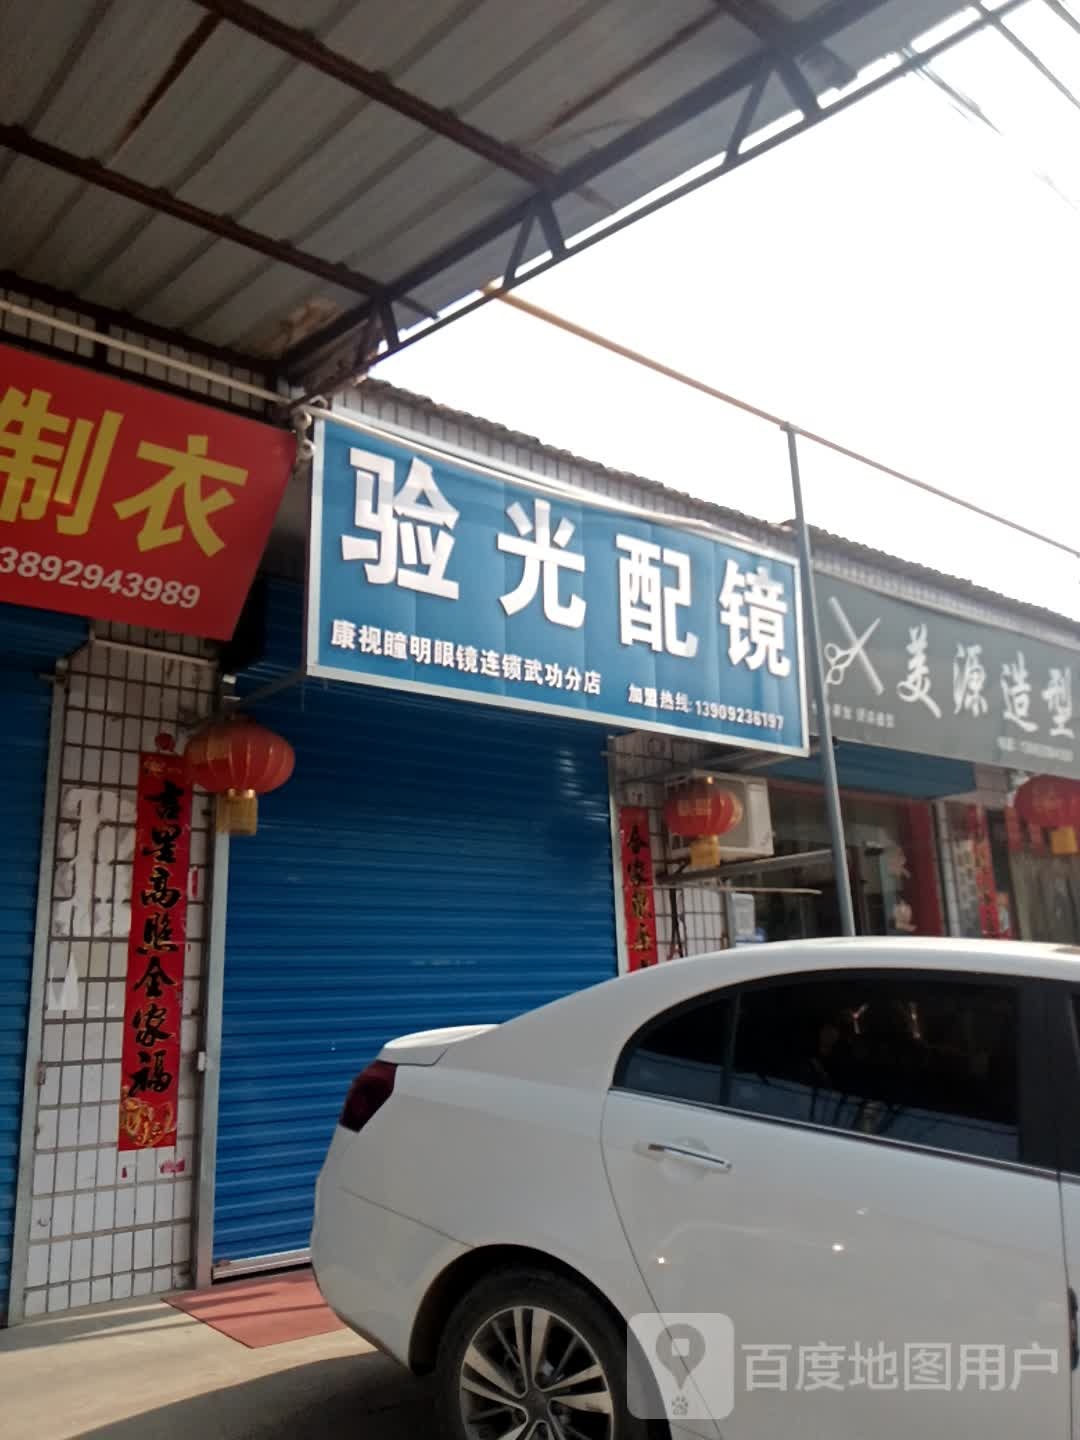 制衣
3892943989
验光配镜
康视瞳明眼镜连锁武功分店
加盟热线:13909236197
美源造型
吉星高照全家福
百度地图用户